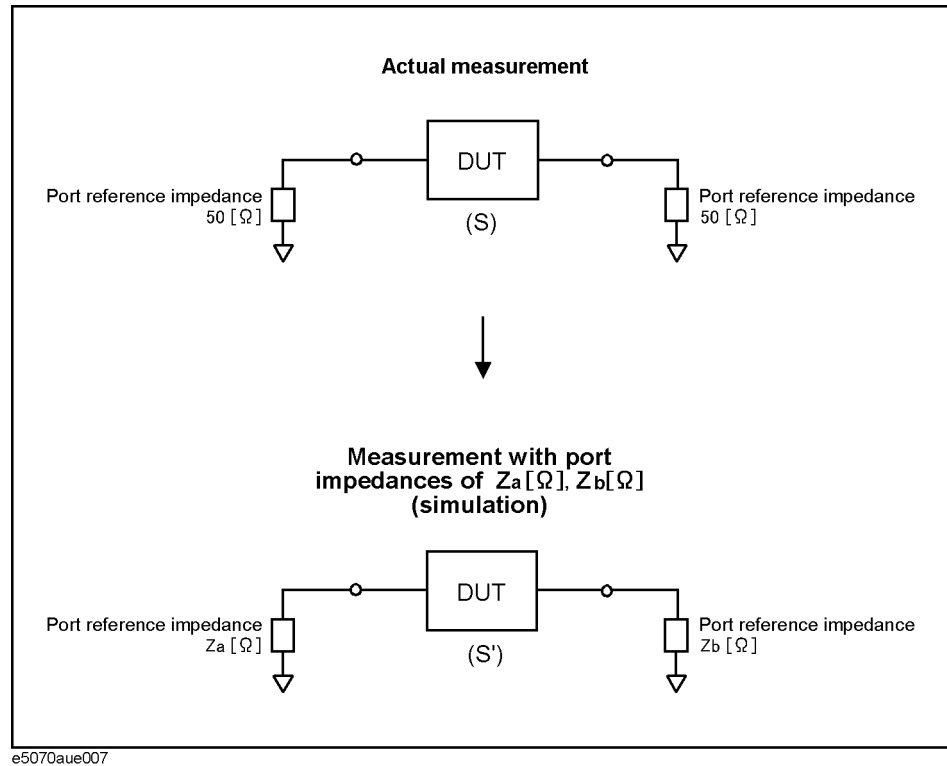 Actual measurement
DUT
Port reference impedance
50 [Ω]
(S)
Port reference impedance
50 [Ω]
Measurement with port
impedances of Za[Ω], Zb[Ω]
(simulation)
DUT
Port reference impedance
Za [Ω]
(S')
Port reference impedance
Zb [Ω]
e5070aue007